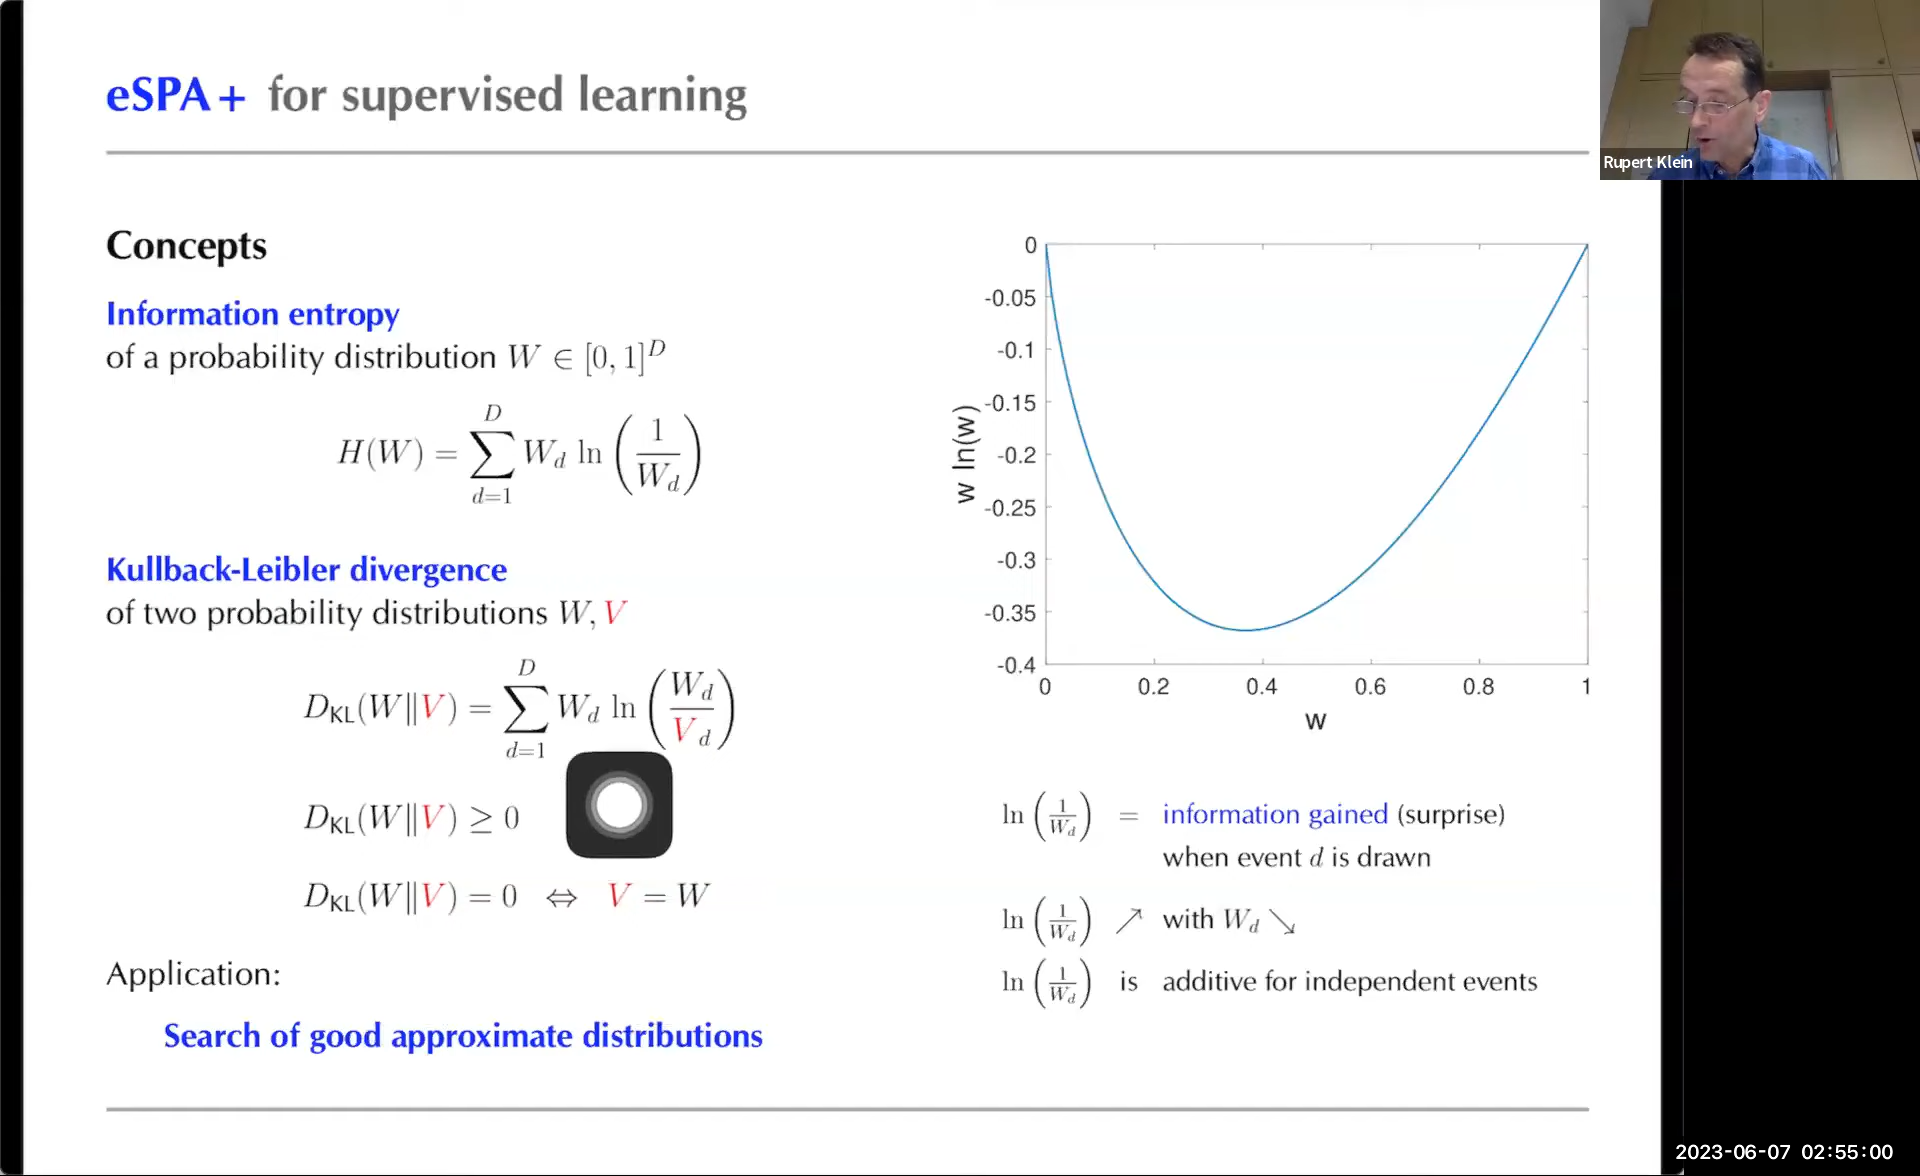 eSPA+ for supervised learning
Rupert Klein
Concepts
Information entropy
of a probability distribution W ∈ [0, 1]^D
H(W) = ∑_{d=1}^{D} W_d ln (1/W_d)
Kullback-Leibler divergence
of two probability distributions W, V
D_KL(W‖V) = ∑_{d=1}^{D} W_d ln (W_d/V_d)
D_KL(W‖V) ≥ 0
D_KL(W‖V) = 0 ⇔ V = W
Application:
Search of good approximate distributions
0
-0.05
-0.1
-0.15
-0.2
-0.25
-0.3
-0.35
-0.4
w ln(w)
0 0.2 0.4 0.6 0.8 1
w
ln (1/W_d) = information gained (surprise)
when event d is drawn
ln (1/W_d) ↗ with W_d ↘
ln (1/W_d) is additive for independent events
2023-06-07 02:55:00